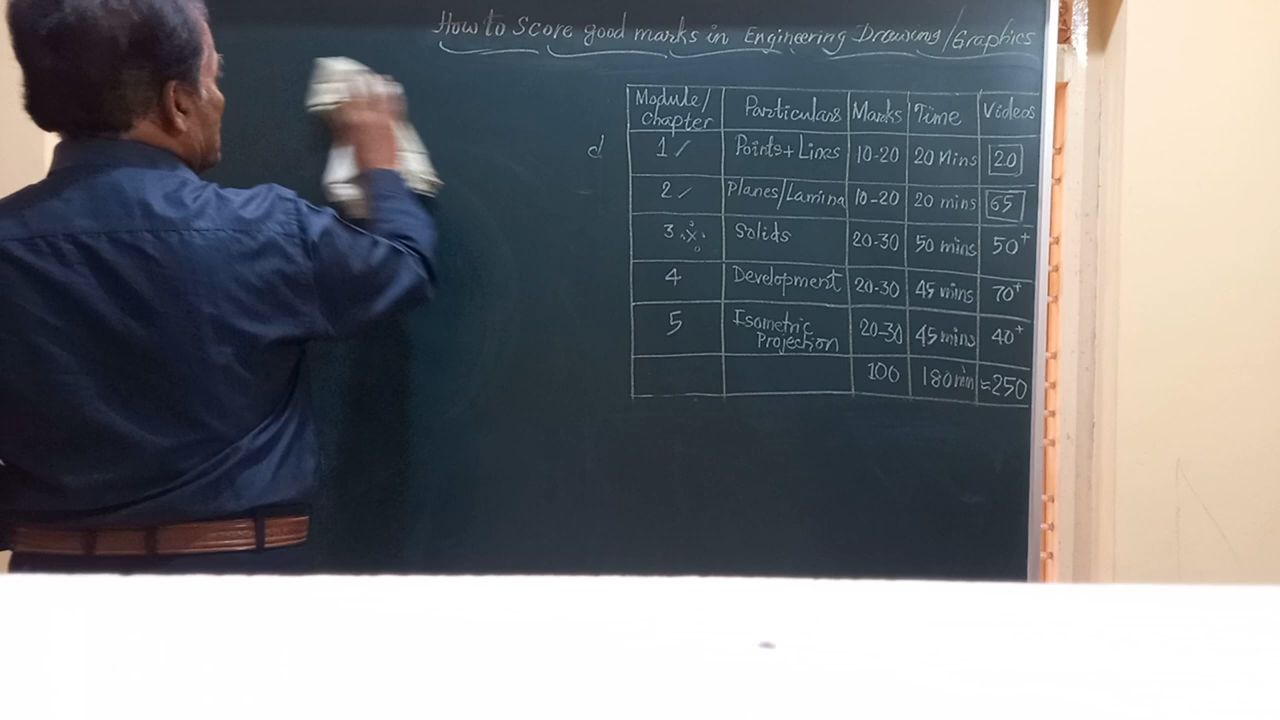 How to Score good marks in Engineering Drawing/Graphics
Module/ Chapter Particulars Marks Time Videos
d 1 ✓ Points+Lines 10-20 20 Mins 20
2 ✓ Planes/Lamina 10-20 20 mins 65
3 Solids 20-30 50 mins 50+
4 Development 20-30 45 mins 70+
5 Isometric Projection 20-30 45 mins 40+
100 180 min ≈250